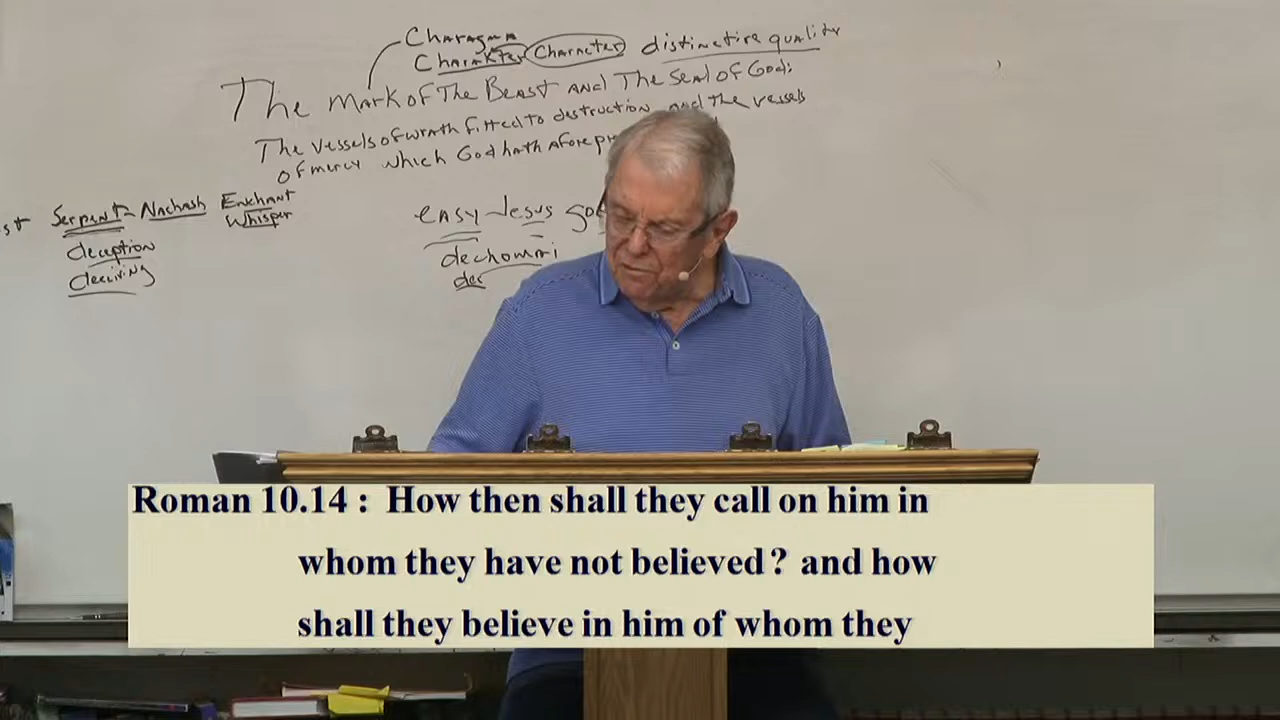 Charagma
Charakter Character distinctive quality
The Mark of The Beast and The Seal of God:
The vessels of wrath fitted to destruction and the vessels
of mercy which God hath afore
Serpent - Nachash Enchant
Whisper
deception
deceiving
easy Jesus
dechomai
dec
Roman 10.14 : How then shall they call on him in
whom they have not believed ? and how
shall they believe in him of whom they